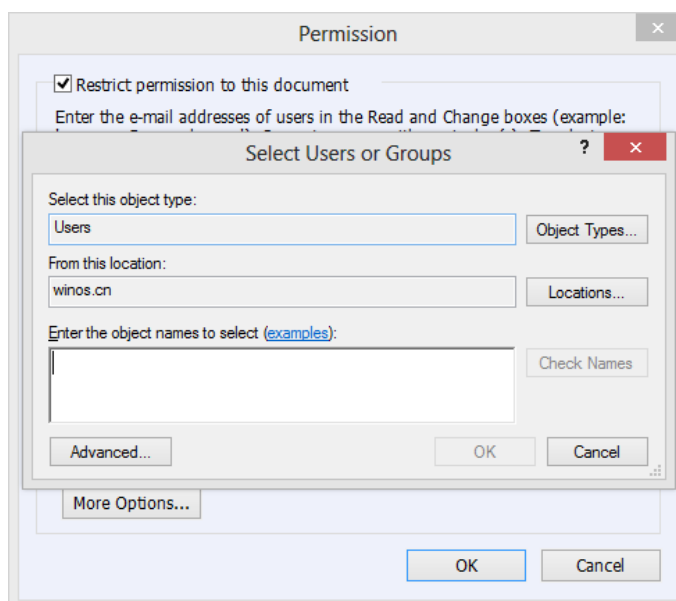 Permission
Restrict permission to this document
Enter the e-mail addresses of users in the Read and Change boxes (example:
Select Users or Groups
?
Select this object type:
Users
Object Types...
From this location:
winos.cn
Locations...
Enter the object names to select (examples):
Check Names
Advanced...
OK
Cancel
More Options...
OK
Cancel